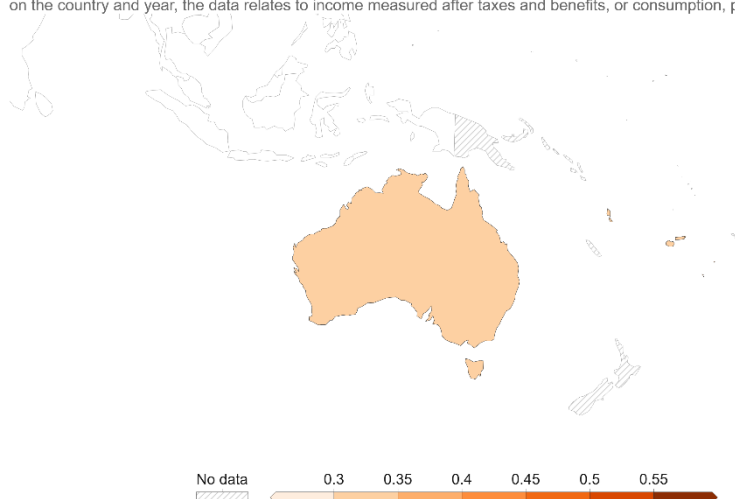 on the country and year, the data relates to income measured after taxes and benefits, or consumption,
No data 0.3 0.35 0.4 0.45 0.5 0.55